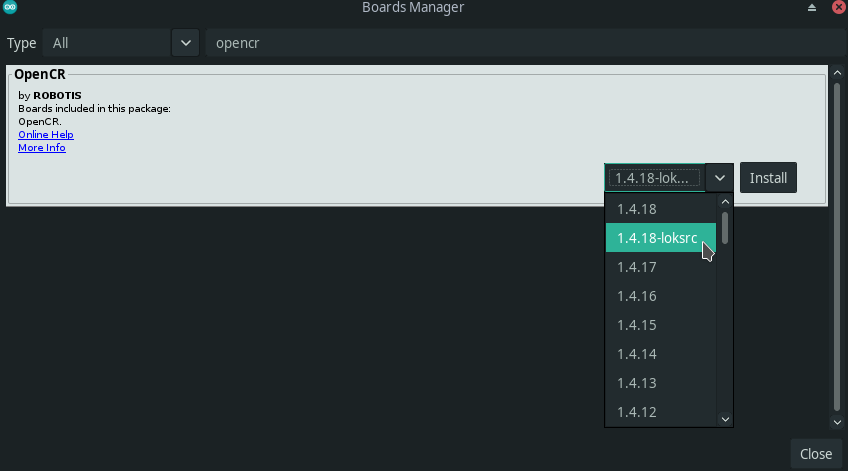 Boards Manager
Type All opencr
OpenCR
by ROBOTIS
Boards included in this package:
OpenCR.
Online Help
More Info
1.4.18-lok... Install
1.4.18
1.4.18-loksrc
1.4.17
1.4.16
1.4.15
1.4.14
1.4.13
1.4.12
Close